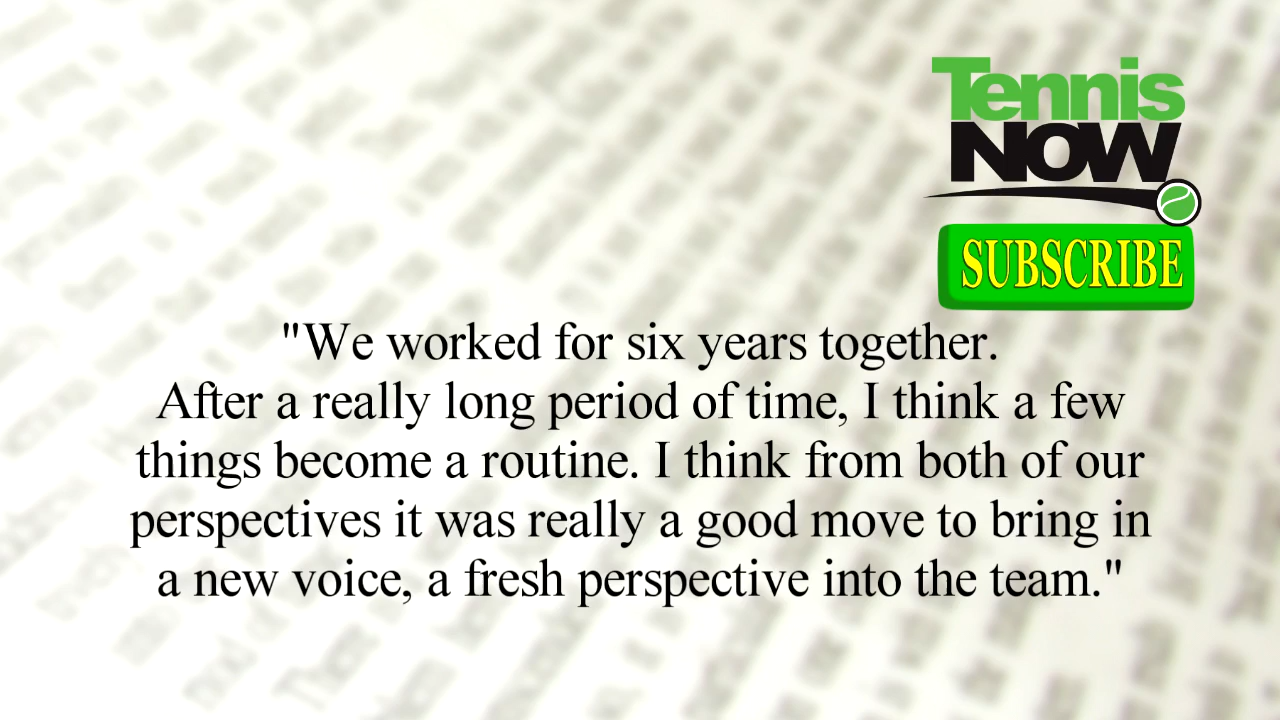 Tennis
NOW
SUBSCRIBE
"We worked for six years together.
After a really long period of time, I think a few
things become a routine. I think from both of our
perspectives it was really a good move to bring in
a new voice, a fresh perspective into the team."